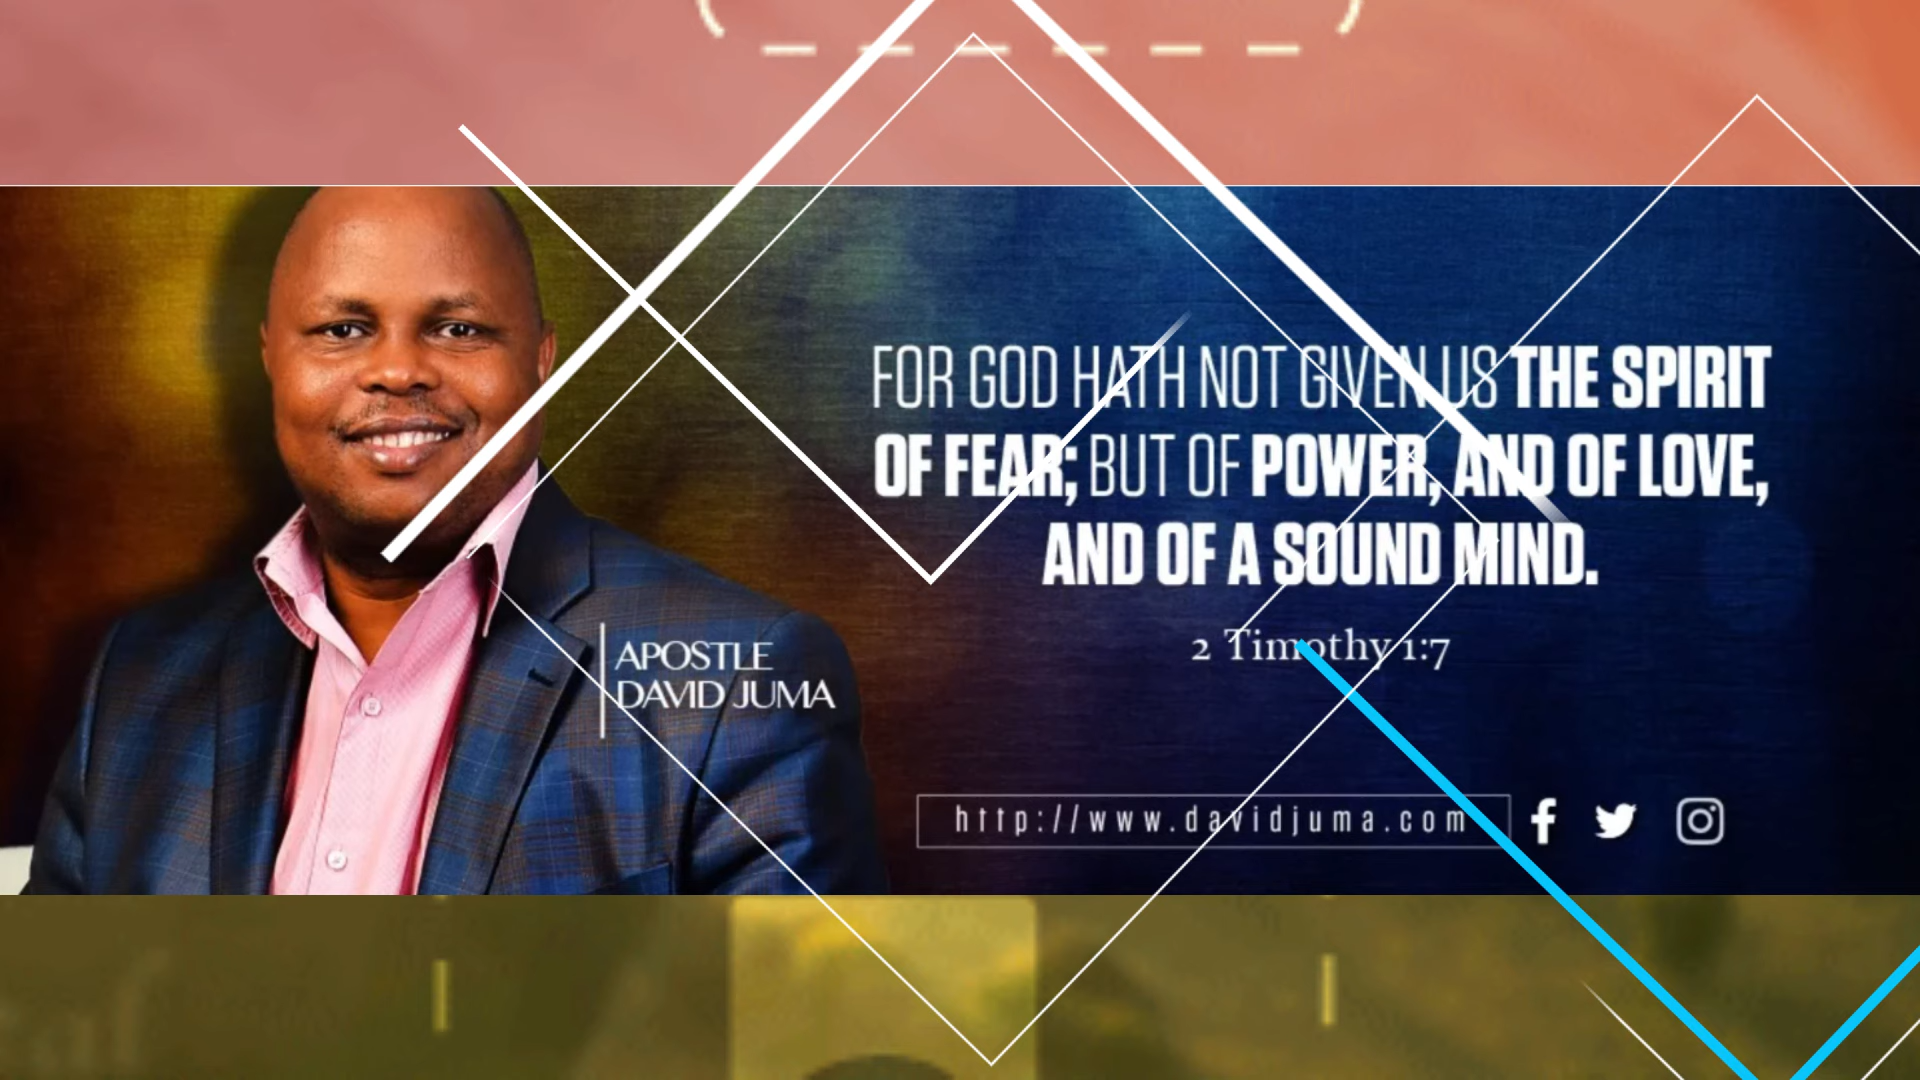 FOR GOD HATH NOT GIVEN US THE SPIRIT
OF FEAR; BUT OF POWER, AND OF LOVE,
AND OF A SOUND MIND.
2 Timothy 1:7
APOSTLE
DAVID JUMA
http://www.davidjuma.com